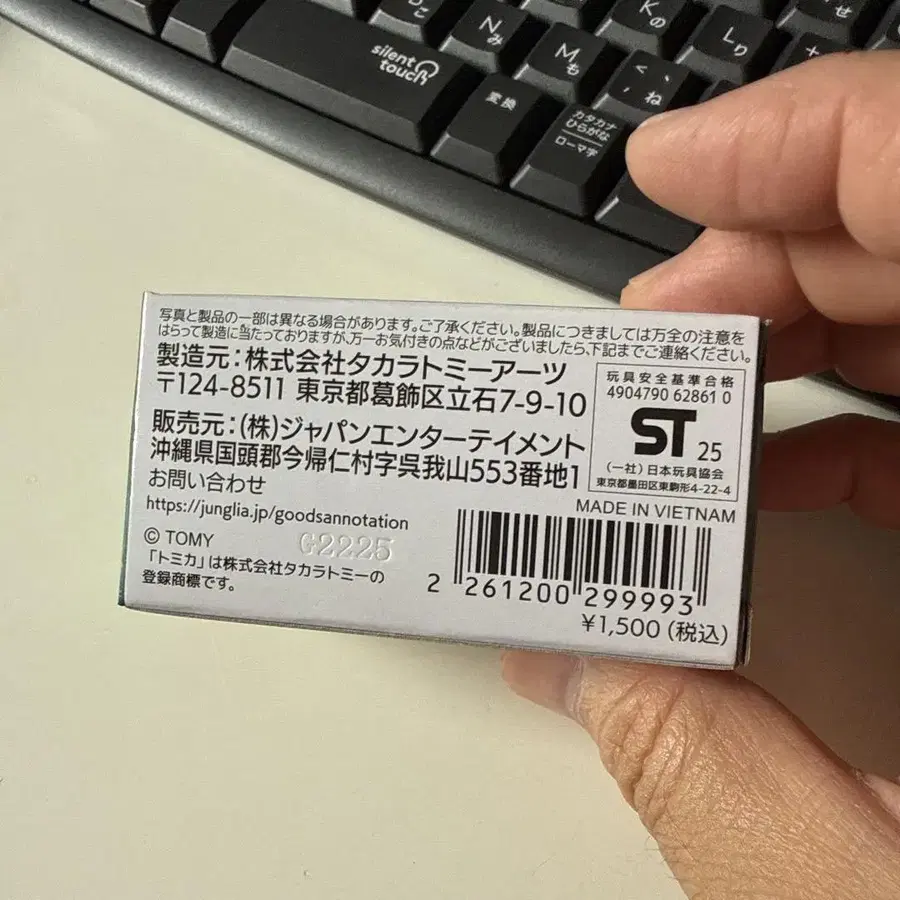 こ
N み
M も
K の
L り
せ
+
< 、
, ね
silent touch
変換
カタカナ
ひらがな
ローマ字
写真と製品の一部は異なる場合があります。ご了承ください。製品につきましては万全の注意を
はらって製造に当たっておりますが、万一お気付きの点などがございましたら、下記までご連絡ください。
製造元:株式会社タカラトミーアーツ
〒124-8511 東京都葛飾区立石7-9-10
販売元:(株)ジャパンエンターテイメント
沖縄県国頭郡今帰仁村字呉我山553番地1
お問い合わせ
https://junglia.jp/goodsannotation
© TOMY
G2225
「トミカ」は株式会社タカラトミーの
登録商標です。
玩具安全基準合格
4904790 62861 0
ST 25
(一社)日本玩具協会
東京都墨田区東駒形4-22-4
MADE IN VIETNAM
2 261200 299993
¥1,500 (税込)